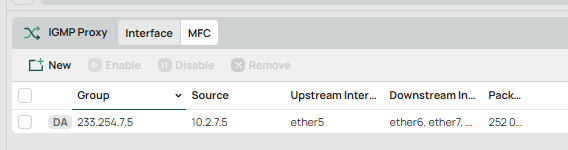 IGMP Proxy Interface MFC
New Enable Disable Remove
Group Source Upstream Inter... Downstream In... Pack...
DA 233.254.7.5 10.2.7.5 ether5 ether6, ether7, ... 252 0...